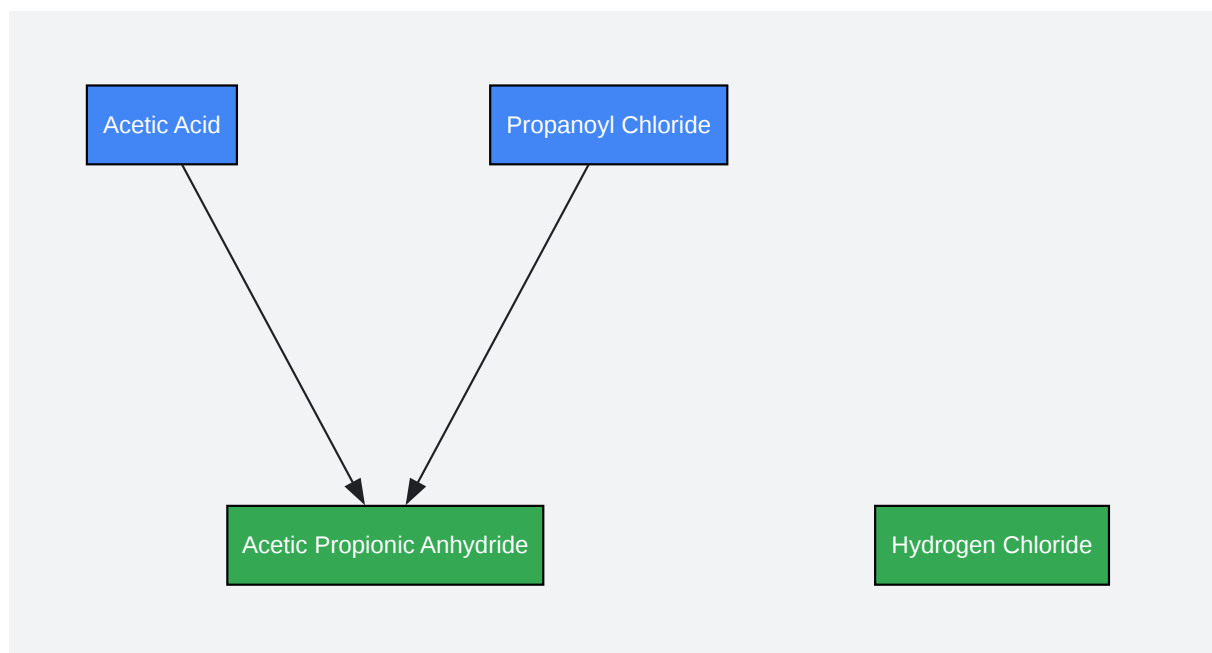 Acetic Acid
Propanoyl Chloride
Acetic Propionic Anhydride
Hydrogen Chloride